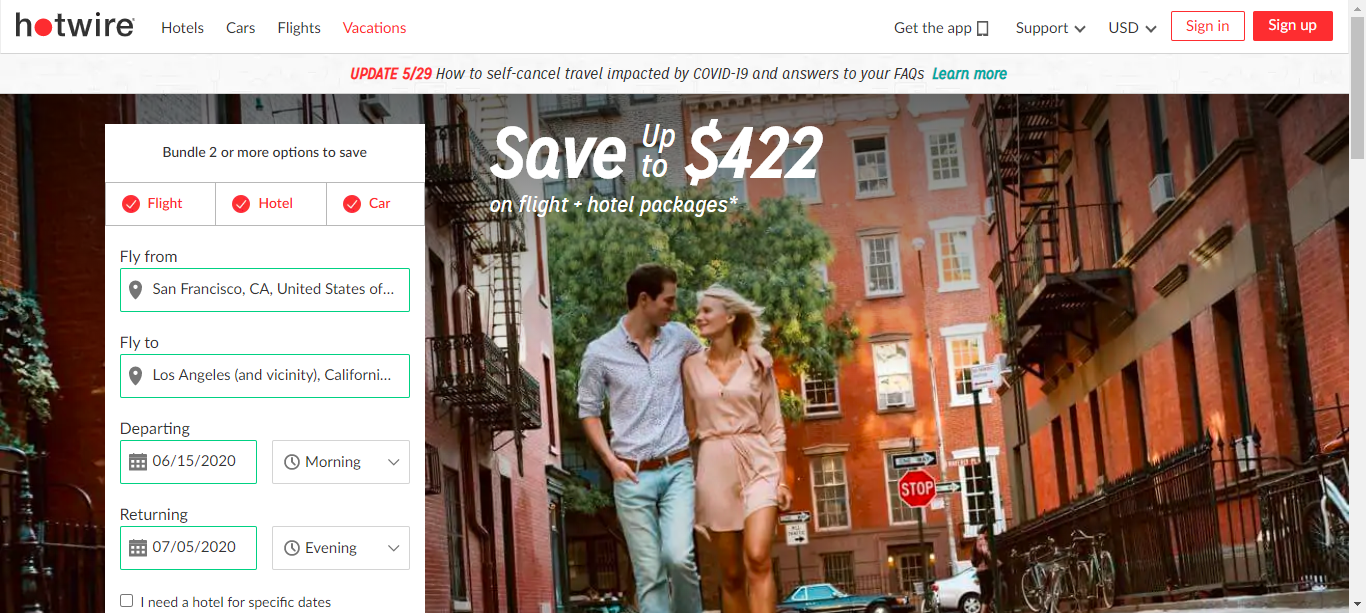 hotwire Hotels Cars Flights Vacations Get the app Support USD Sign in Sign up
UPDATE 5/29 How to self-cancel travel impacted by COVID-19 and answers to your FAQs Learn more
Bundle 2 or more options to save
Flight Hotel Car
Fly from
San Francisco, CA, United States of...
Fly to
Los Angeles (and vicinity), Californi...
Departing
06/15/2020 Morning
Returning
07/05/2020 Evening
I need a hotel for specific dates
Save Up to $422
on flight + hotel packages*
STOP
ALL TRAFFIC